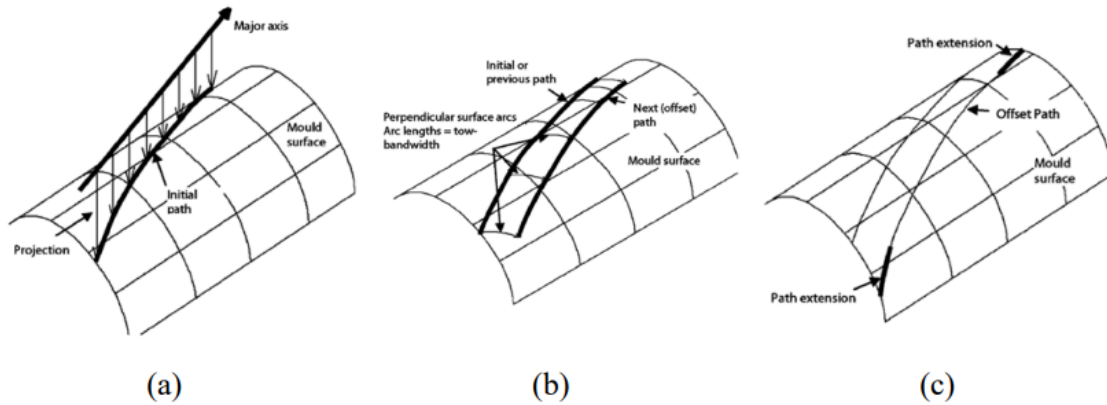 Major axis
Mould
surface
Initial
path
Projection
(a)
Initial or
previous path
Perpendicular surface arcs
Arc lengths = tow-
bandwidth
Next (offset)
path
Mould surface
(b)
Path extension
Offset Path
Mould
surface
Path extension
(c)